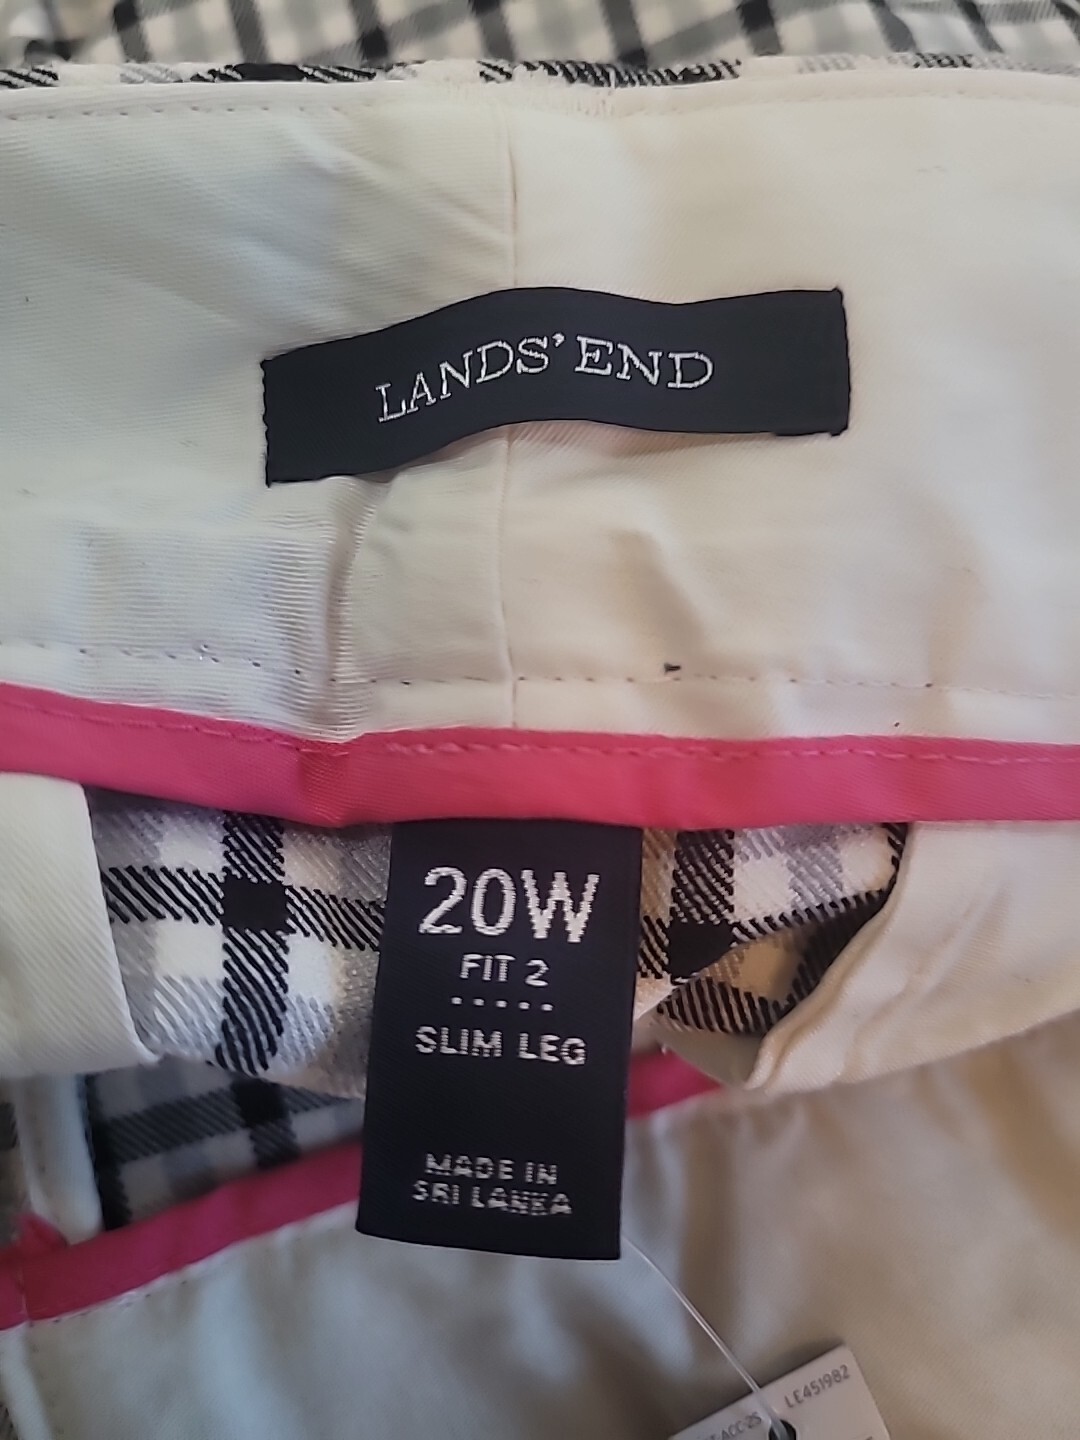 LANDS' END
20W
FIT 2
SLIM LEG
MADE IN
SRI LANKA
LE451982